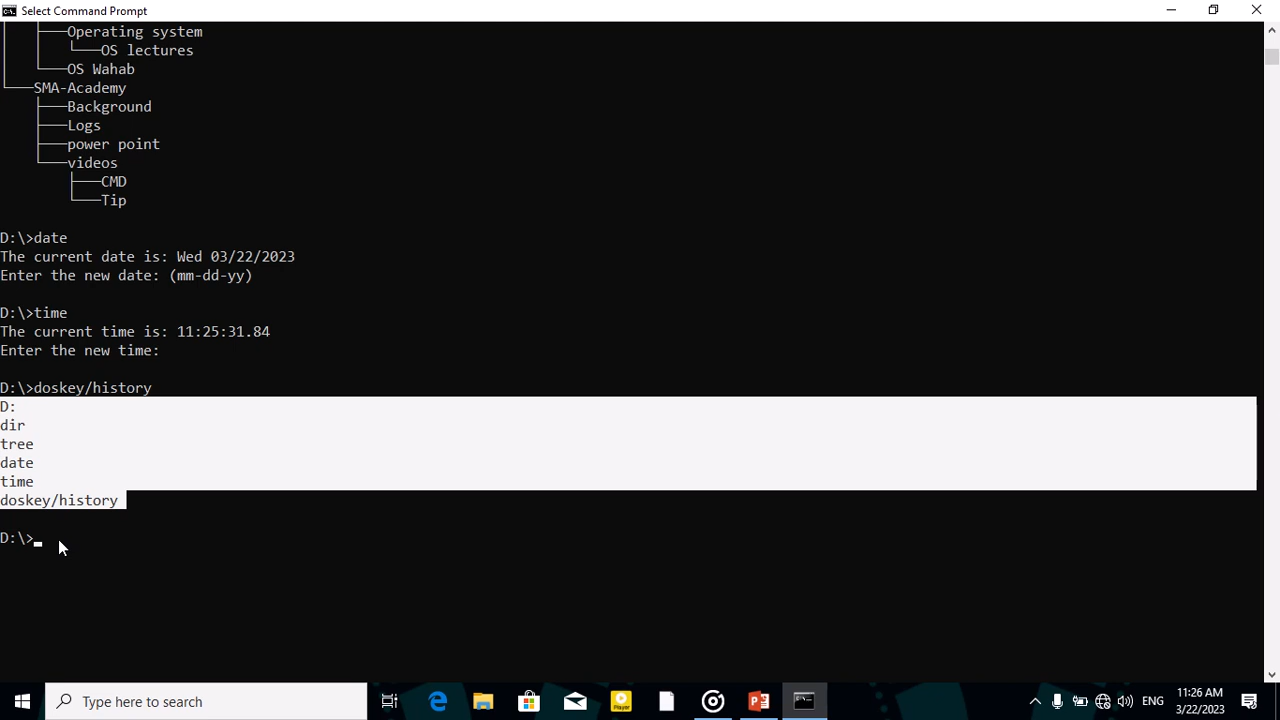 Select Command Prompt
├───Operating system
│   └───OS lectures
└───OS Wahab
└───SMA-Academy
├───Background
├───Logs
├───power point
└───videos
├───CMD
└───Tip
D:\>date
The current date is: Wed 03/22/2023
Enter the new date: (mm-dd-yy)
D:\>time
The current time is: 11:25:31.84
Enter the new time:
D:\>doskey/history
D:
dir
tree
date
time
doskey/history
D:\>
Type here to search
Player
ENG
11:26 AM
3/22/2023